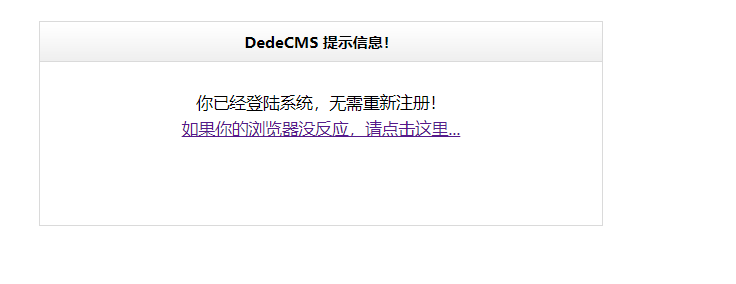 DedeCMS 提示信息！
你已经登陆系统，无需重新注册！
如果你的浏览器没反应，请点击这里...